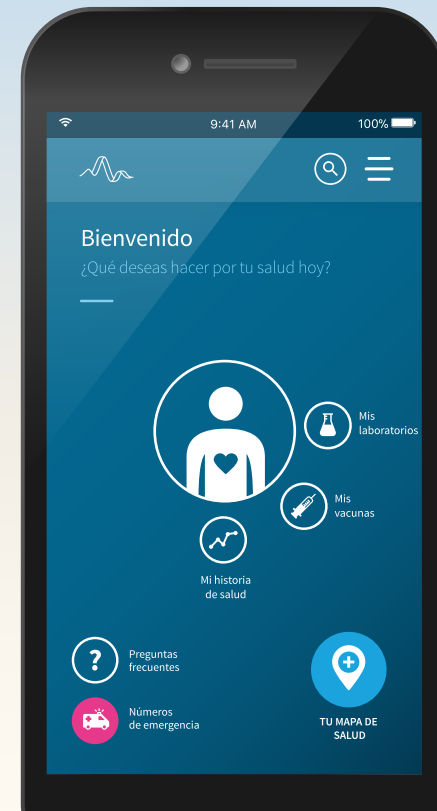 9:41 AM
100%
Bienvenido
¿Qué deseas hacer por tu salud hoy?
Mis
laboratorios
Mis
vacunas
Mi historia
de salud
?
Preguntas
frecuentes
Números
de emergencia
TU MAPA DE
SALUD